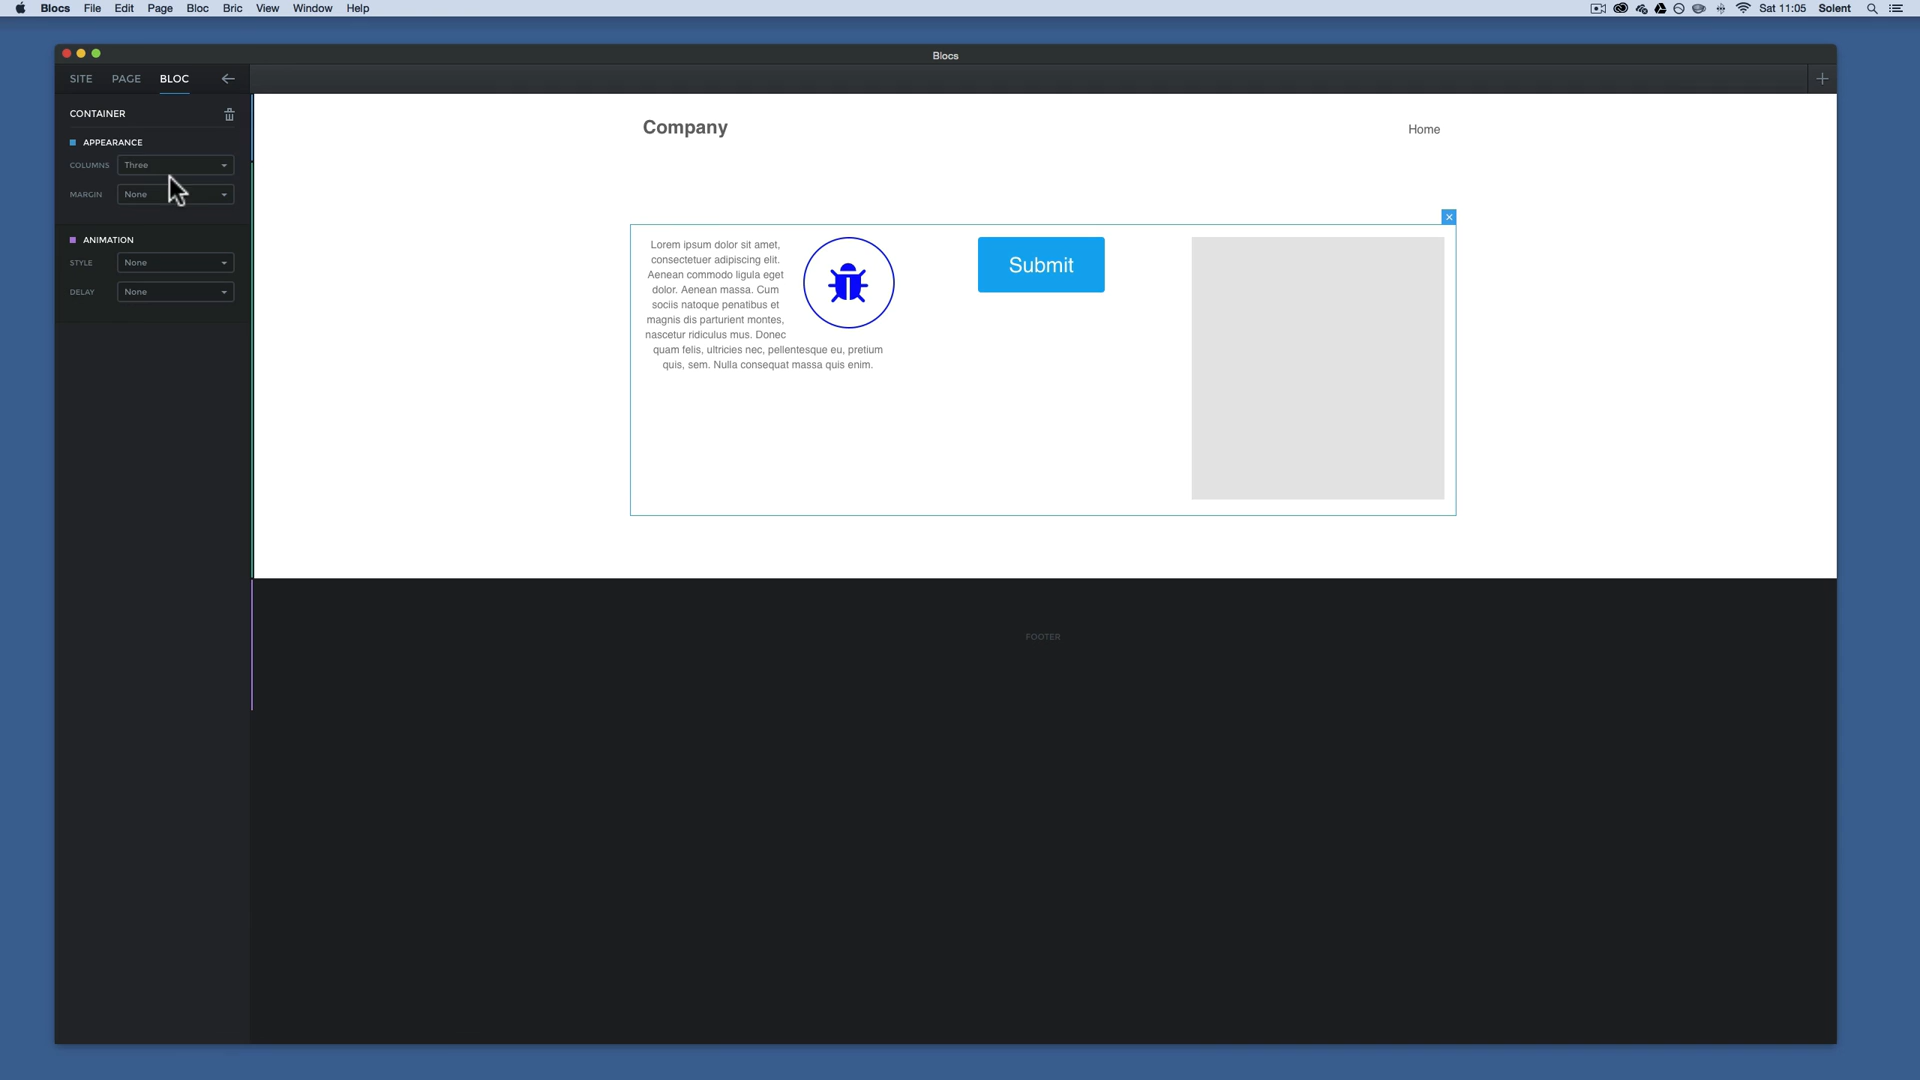 Blocs File Edit Page Bloc Bric View Window Help Sat 11:05 Solent
Blocs
SITE PAGE BLOC
CONTAINER
APPEARANCE
COLUMNS Three
MARGIN None
ANIMATION
STYLE None
DELAY None
Company
Home
Lorem ipsum dolor sit amet,
consectetuer adipiscing elit.
Aenean commodo ligula eget
dolor. Aenean massa. Cum
sociis natoque penatibus et
magnis dis parturient montes,
nascetur ridiculus mus. Donec
quam felis, ultricies nec, pellentesque eu, pretium
quis, sem. Nulla consequat massa quis enim.
Submit
FOOTER